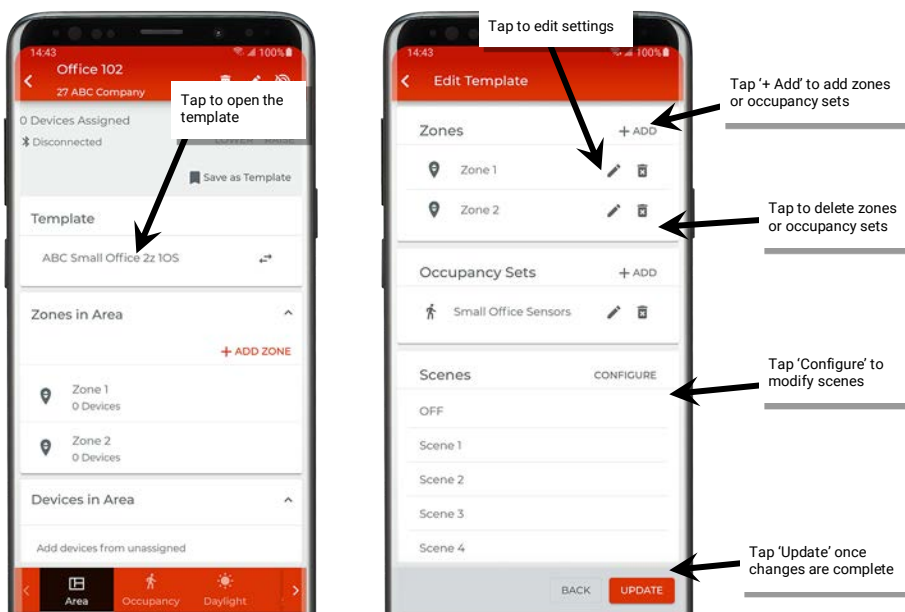 14:43
100%
Office 102
27 ABC Company
Tap to open the
template
0 Devices Assigned
Disconnected
LOWER RAISE
Save as Template
Template
ABC Small Office 2z 1OS
Zones in Area
+ ADD ZONE
Zone 1
0 Devices
Zone 2
0 Devices
Devices in Area
Add devices from unassigned
Area
Occupancy
Daylight
Tap to edit settings
14:43
100%
Edit Template
Tap '+ Add' to add zones
or occupancy sets
Zones
+ ADD
Zone 1
Zone 2
Tap to delete zones
or occupancy sets
Occupancy Sets
+ ADD
Small Office Sensors
Scenes
CONFIGURE
Tap 'Configure' to
modify scenes
OFF
Scene 1
Scene 2
Scene 3
Scene 4
Tap 'Update' once
changes are complete
BACK
UPDATE